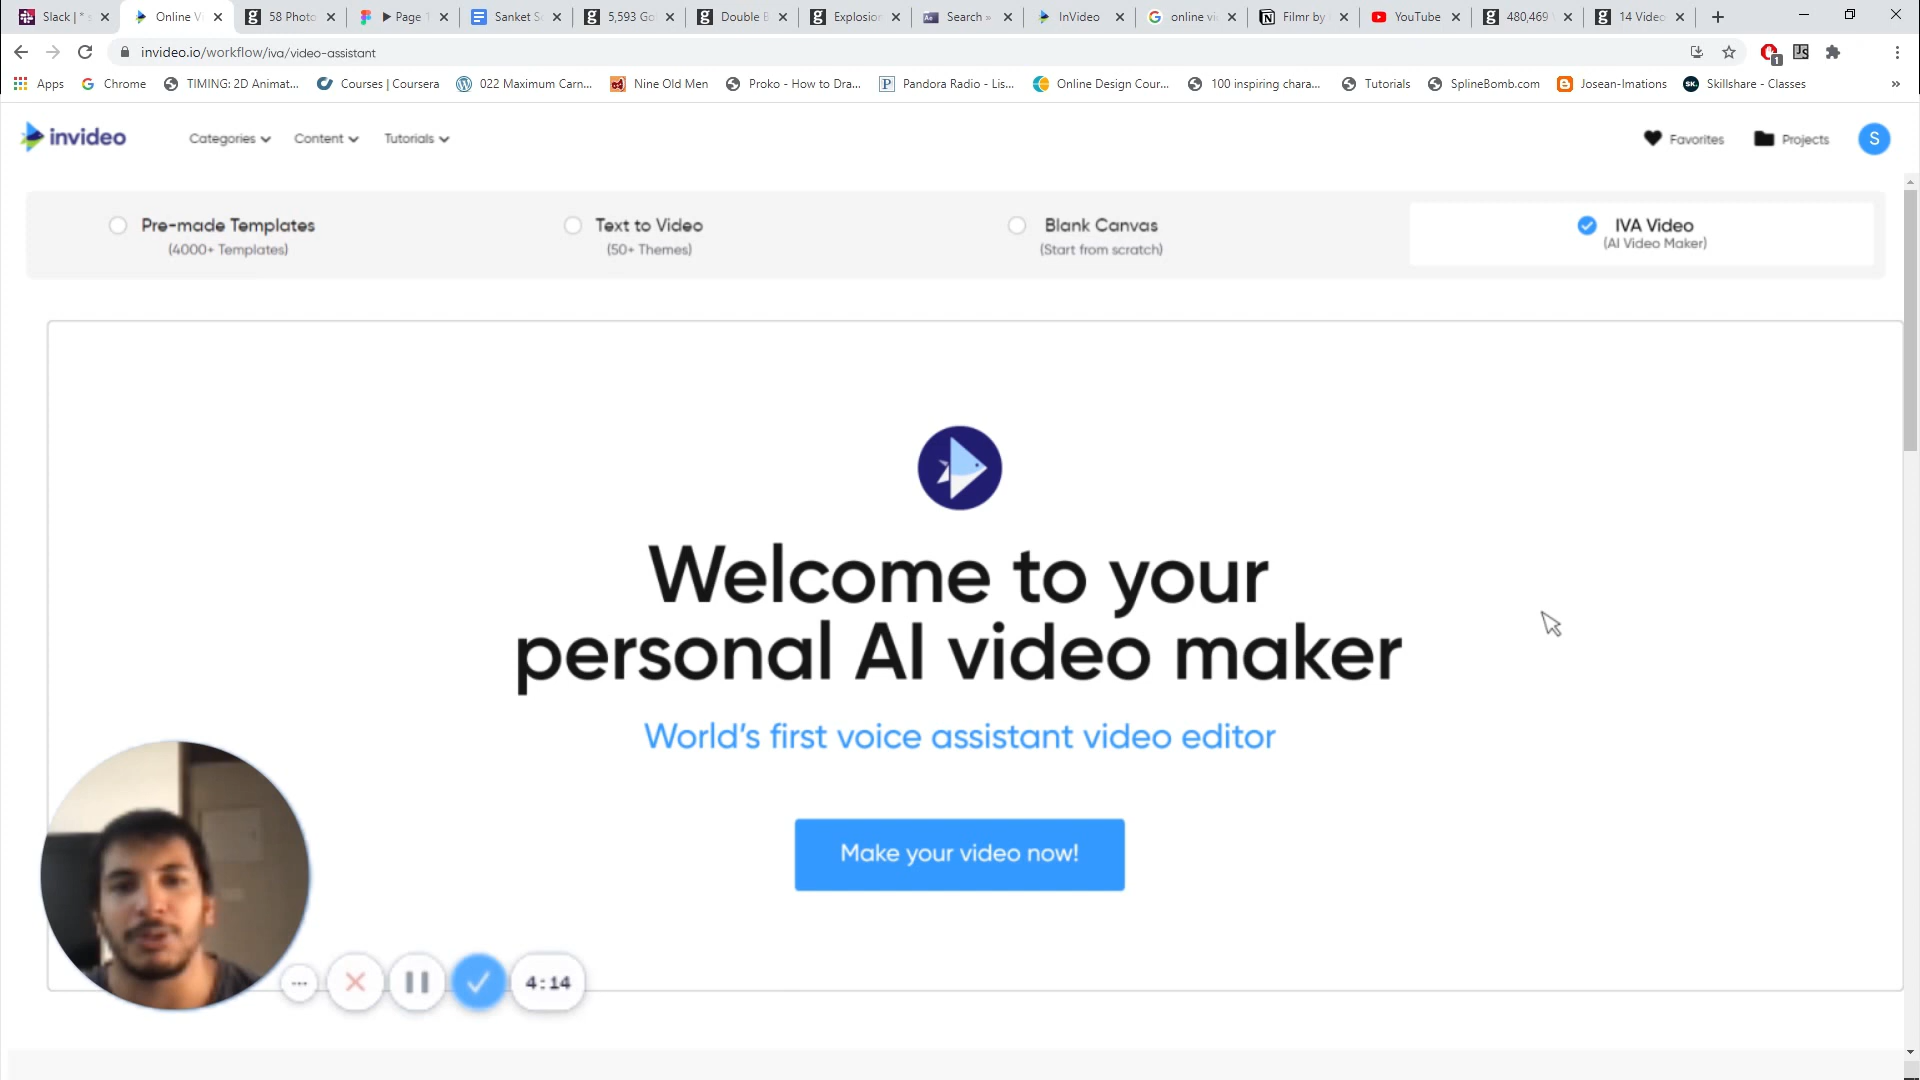 Slack | *
Online V
58 Photo
Page 1
Sanket S
5,593 Go
Double B
Explosion
Search »
InVideo
online vi
Filmr by
YouTube
480,469
14 Video
invideo.io/workflow/iva/video-assistant
1
JS
Apps
Chrome
TIMING: 2D Animat...
Courses | Coursera
022 Maximum Carn...
Nine Old Men
Proko - How to Dra...
Pandora Radio - Lis...
Online Design Cour...
100 inspiring chara...
Tutorials
SplineBomb.com
Josean-Imations
Skillshare - Classes
»
invideo
Categories
Content
Tutorials
Favorites
Projects
S
Pre-made Templates
(4000+ Templates)
Text to Video
(50+ Themes)
Blank Canvas
(Start from scratch)
IVA Video
(AI Video Maker)
Welcome to your
personal AI video maker
World's first voice assistant video editor
Make your video now!
4:14